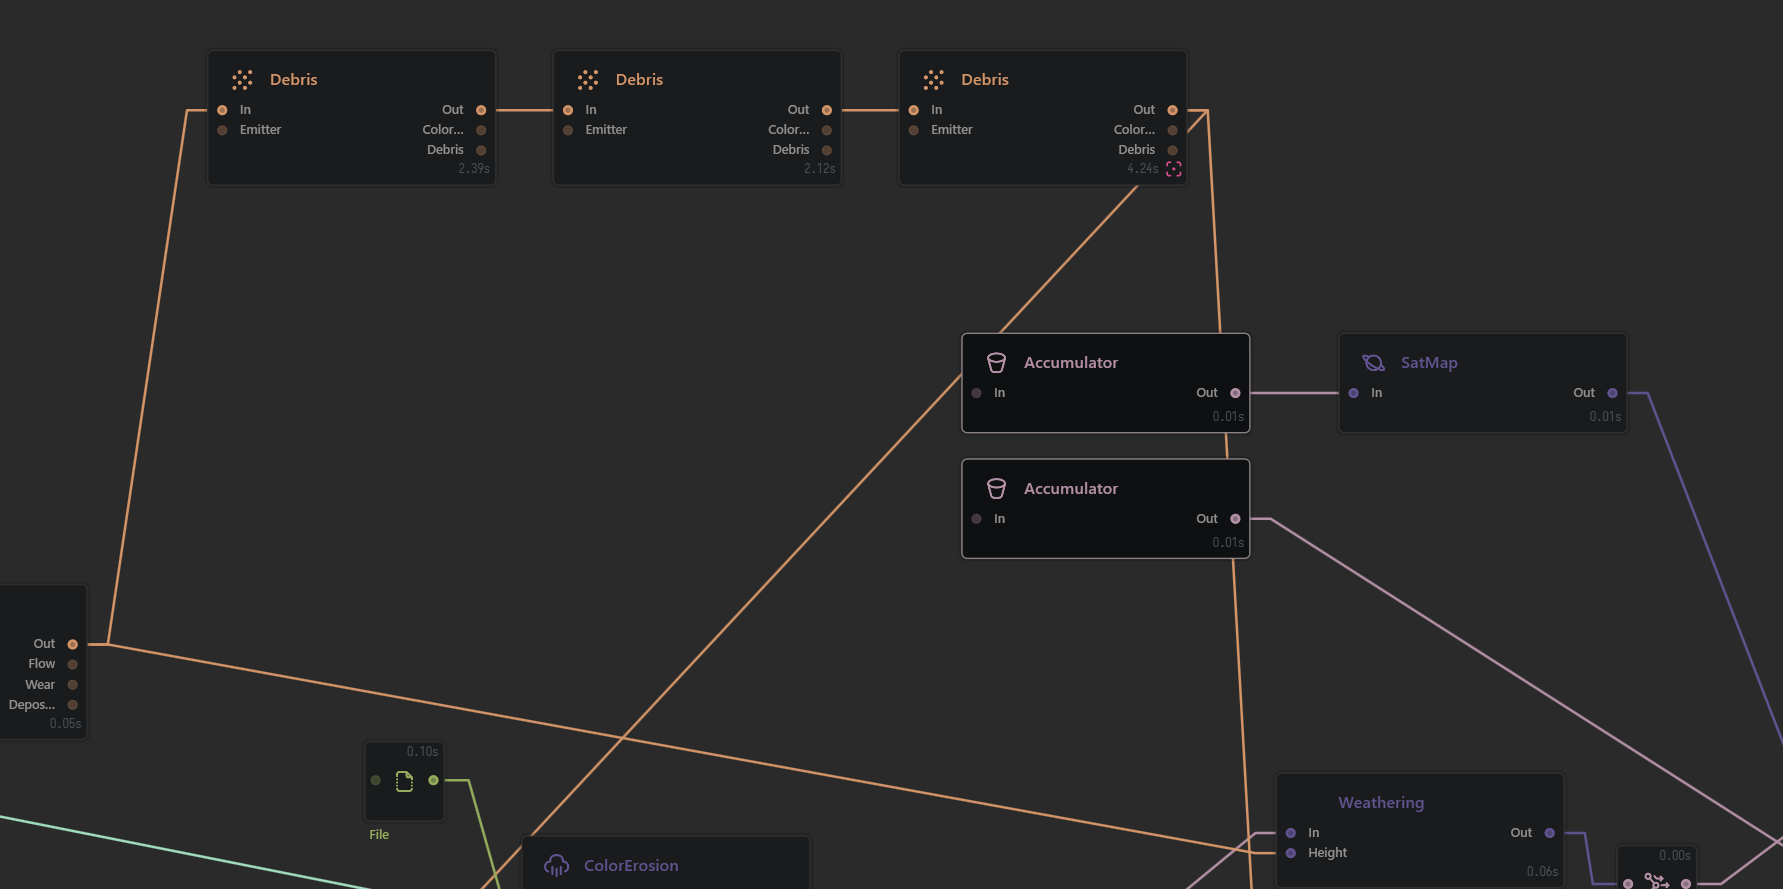 Debris
In Out
Emitter Color...
Debris
2.39s
Debris
In Out
Emitter Color...
Debris
2.12s
Debris
In Out
Emitter Color...
Debris
4.24s
Accumulator
In Out
0.01s
SatMap
In Out
0.01s
Accumulator
In Out
0.01s
Out
Flow
Wear
Depos...
0.05s
0.10s
File
ColorErosion
Weathering
In Out
Height
0.06s
0.00s